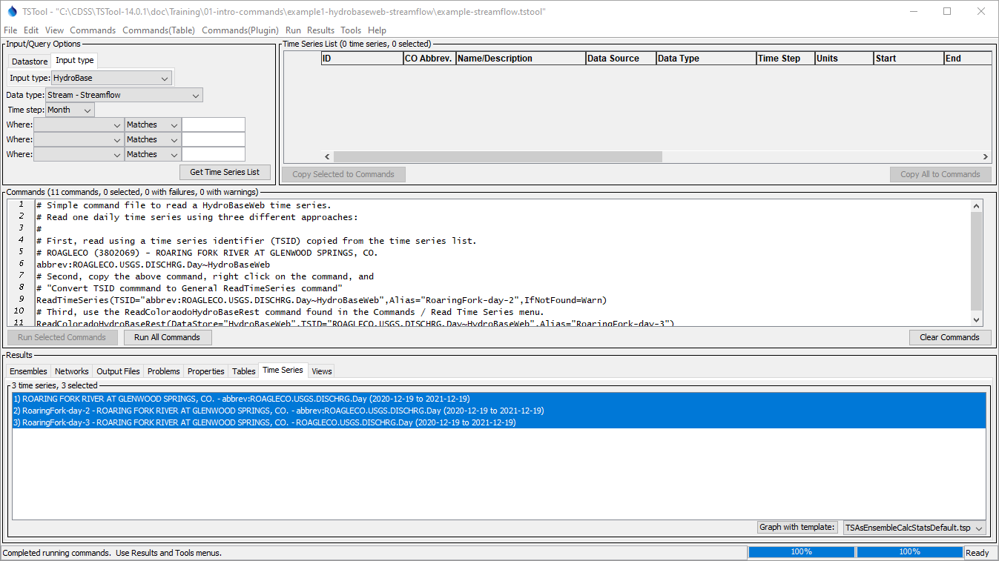 TSTool - "C:\CDSS\TSTool-14.0.1\doc\Training\01-intro-commands\example1-hydrobaseweb-streamflow\example-streamflow.tstool"
File Edit View Commands Commands(Table) Commands(Plugin) Run Results Tools Help
Input/Query Options
Datastore Input type
Input type: HydroBase
Data type: Stream - Streamflow
Time step: Month
Where: Matches
Where: Matches
Where: Matches
Get Time Series List
Time Series List (0 time series, 0 selected)
ID CO Abbrev. Name/Description Data Source Data Type Time Step Units Start End
Copy Selected to Commands Copy All to Commands
Commands (11 commands, 0 selected, 0 with failures, 0 with warnings)
1 # Simple command file to read a HydroBaseWeb time series.
2 # Read one daily time series using three different approaches:
3 #
4 # First, read using a time series identifier (TSID) copied from the time series list.
5 # ROAGLECO (3802069) - ROARING FORK RIVER AT GLENWOOD SPRINGS, CO.
6 abbrev:ROAGLECO.USGS.DISCHRG.Day~HydroBaseWeb
7 # Second, copy the above command, right click on the command, and
8 # "Convert TSID commmand to General ReadTimeSeries command"
9 ReadTimeSeries(TSID="abbrev:ROAGLECO.USGS.DISCHRG.Day~HydroBaseWeb",Alias="RoaringFork-day-2",IfNotFound=Warn)
10 # Third, use the ReadColoraodoHydroBaseRest command found in the Commands / Read Time Series menu.
11 ReadColoradoHydroBaseRest(DataStore="HydroBaseWeb",TSID="ROAGLECO.USGS.DISCHRG.Day~HydroBaseWeb",Alias="RoaringFork-day-3")
Run Selected Commands Run All Commands Clear Commands
Results
Ensembles Networks Output Files Problems Properties Tables Time Series Views
3 time series, 3 selected
1) ROARING FORK RIVER AT GLENWOOD SPRINGS, CO. - abbrev:ROAGLECO.USGS.DISCHRG.Day (2020-12-19 to 2021-12-19)
2) RoaringFork-day-2 - ROARING FORK RIVER AT GLENWOOD SPRINGS, CO. - abbrev:ROAGLECO.USGS.DISCHRG.Day (2020-12-19 to 2021-12-19)
3) RoaringFork-day-3 - ROARING FORK RIVER AT GLENWOOD SPRINGS, CO. - ROAGLECO.USGS.DISCHRG.Day (2020-12-19 to 2021-12-19)
Graph with template: TSAsEnsembleCalcStatsDefault.tsp
Completed running commands. Use Results and Tools menus. 100% 100% Ready